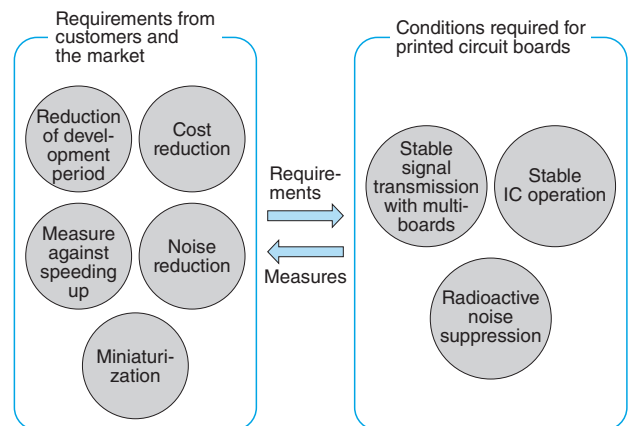 Requirements from
customers and
the market
Reduction
of devel-
opment
period
Cost
reduction
Measure
against
speeding
up
Noise
reduction
Miniaturi-
zation
Require-
ments
Measures
Conditions required for
printed circuit boards
Stable
signal
transmission
with multi-
boards
Stable
IC operation
Radioactive
noise
suppression